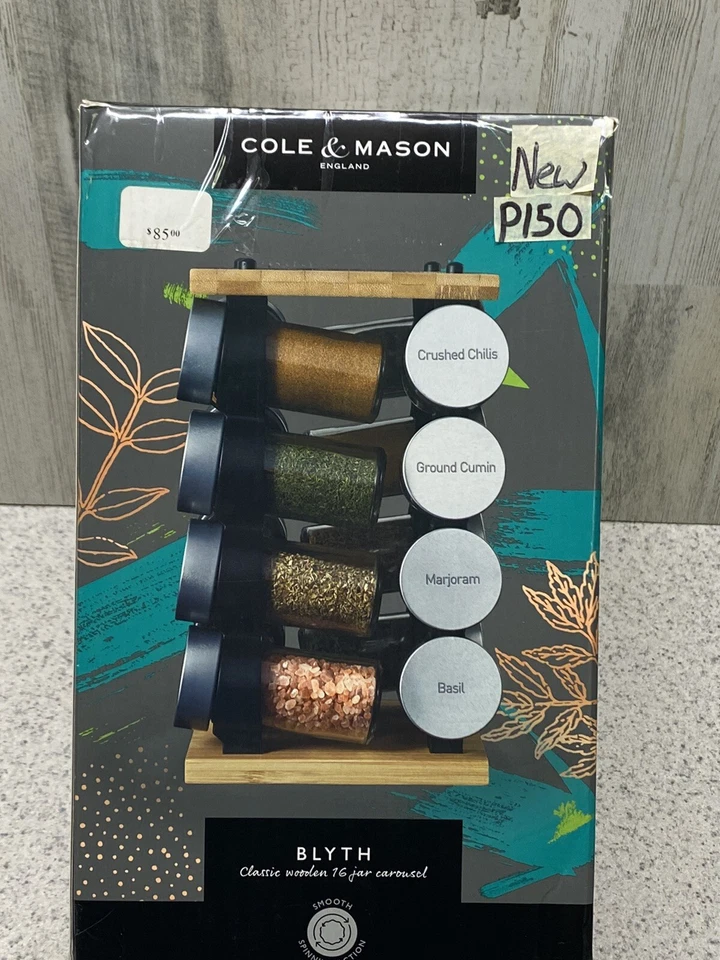 COLE & MASON
ENGLAND
New
P150
$85.00
Crushed Chilis
Ground Cumin
Marjoram
Basil
BLYTH
Classic wooden 16 jar carousel
SMOOTH